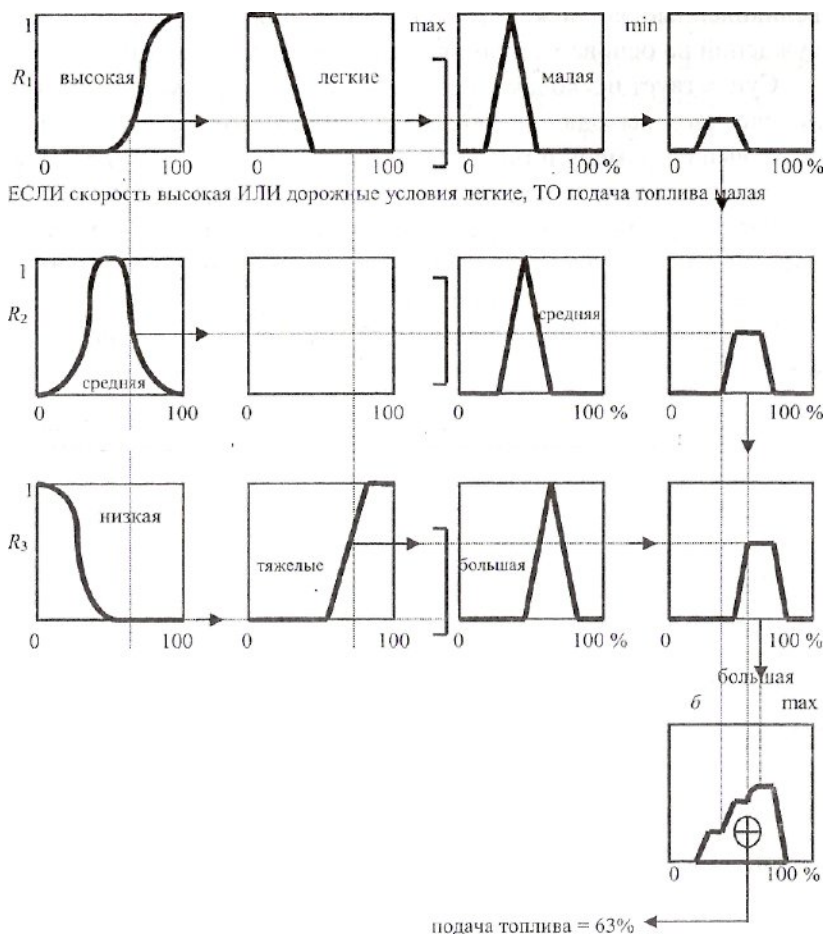 1 max min
R₁ высокая легкие малая
0 100 0 100 0 100 % 0 100 %
ЕСЛИ скорость высокая ИЛИ дорожные условия легкие, ТО подача топлива малая
1
R₂ средняя
средняя
0 100 0 100 0 100 % 0 100 %
1
низкая
R₃ тяжелые большая
0 100 0 100 0 100 % 0 100 %
большая
б max
0 100 %
подача топлива = 63%